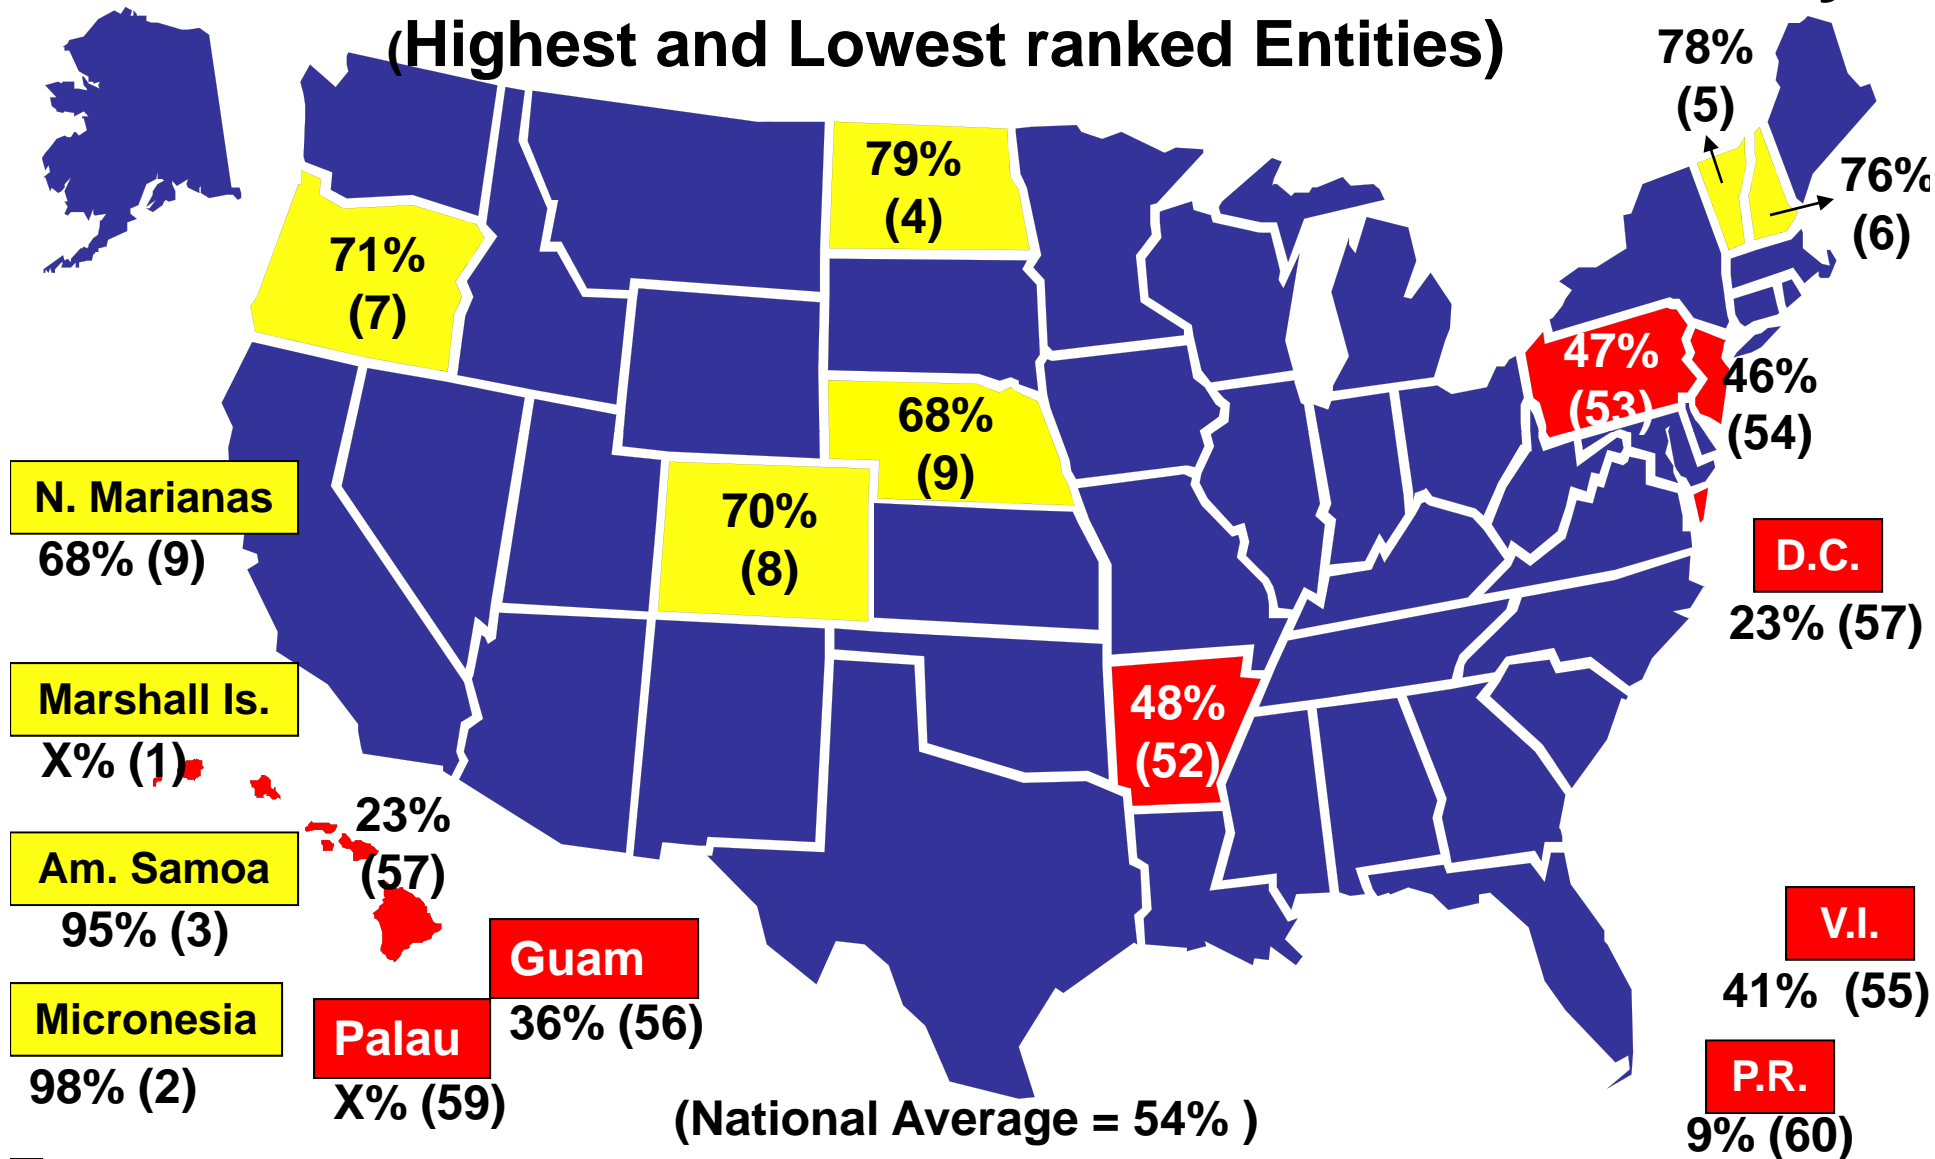 (Highest and Lowest ranked Entities)
78%
(5)
76%
(6)
79%
(4)
71%
(7)
47%
(53)
46%
(54)
68%
(9)
70%
(8)
N. Marianas
68% (9)
D.C.
23% (57)
Marshall Is.
X% (1)
48%
(52)
23%
(57)
Am. Samoa
95% (3)
V.I.
41% (55)
Guam
36% (56)
Micronesia
98% (2)
Palau
X% (59)
P.R.
9% (60)
(National Average = 54% )